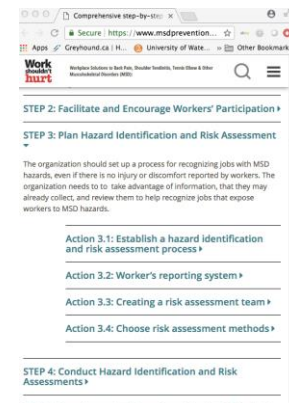 Comprehensive step-by-step
Secure https://www.msdprevention...
Apps Greyhound.ca | H... University of Wate... » Other Bookmark
Work shouldn't hurt
Workplace Solutions to Back Pain, Shoulder Tendinitis, Tennis Elbow & Other
Musculoskeletal Disorders (MSD)
STEP 2: Facilitate and Encourage Workers' Participation
STEP 3: Plan Hazard Identification and Risk Assessment
The organization should set up a process for recognizing jobs with MSD
hazards, even if there is no injury or discomfort reported by workers. The
organization needs to to take advantage of information, that they may
already collect, and review them to help recognize jobs that expose
workers to MSD hazards.
Action 3.1: Establish a hazard identification
and risk assessment process
Action 3.2: Worker's reporting system
Action 3.3: Creating a risk assessment team
Action 3.4: Choose risk assessment methods
STEP 4: Conduct Hazard Identification and Risk
Assessments